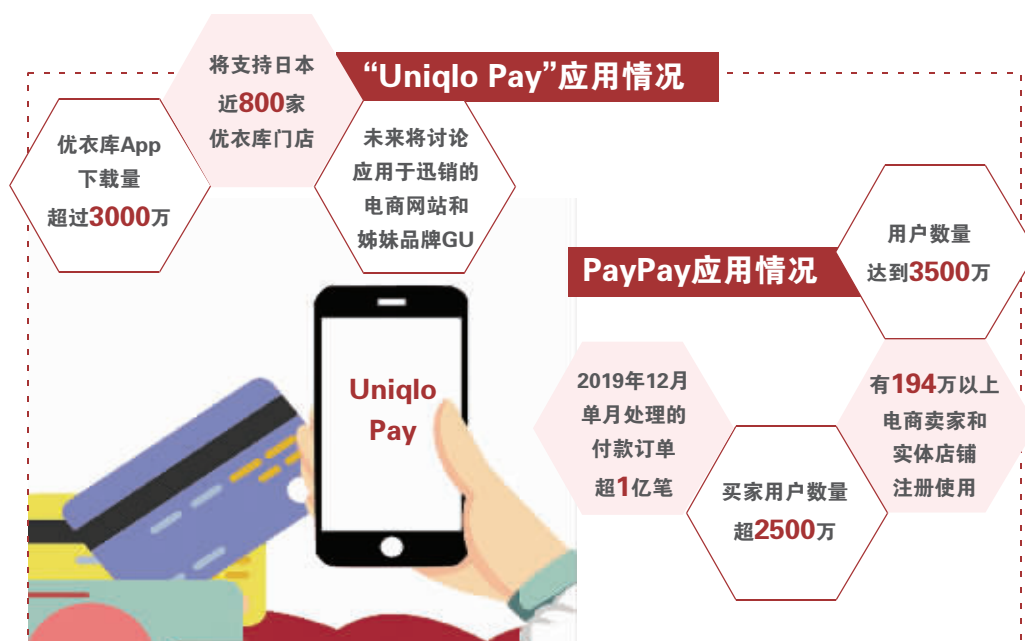 “Uniqlo Pay”应用情况
优衣库App
下载量
超过3000万
将支持日本
近800家
优衣库门店
未来将讨论
应用于迅销的
电商网站和
姊妹品牌GU
Uniqlo
Pay
PayPay应用情况
用户数量
达到3500万
有194万以上
电商卖家和
实体店铺
注册使用
买家用户数量
超2500万
2019年12月
单月处理的
付款订单
超1亿笔